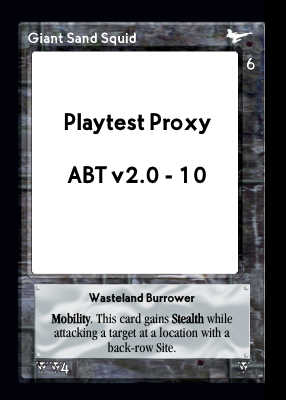 Giant Sand Squid
6
Playtest Proxy
ABT v2.0 - 10
Wasteland Burrower
Mobility. This card gains Stealth while
attacking a target at a location with a
back-row Site.
4